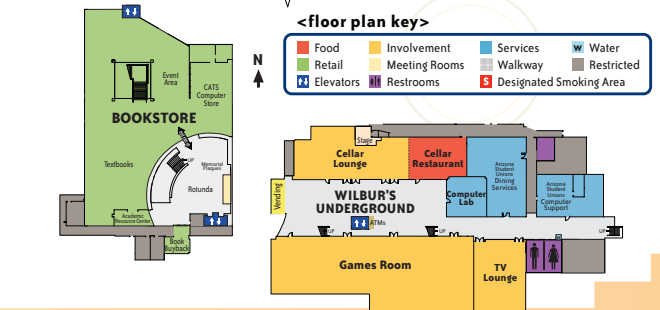 <floor plan key>
Food
Involvement
Services
w Water
Retail
Meeting Rooms
Walkway
Restricted
Elevators
Restrooms
S Designated Smoking Area
N
Event
Area
CATS
Computer
Store
BOOKSTORE
Textbooks
UP
Memorial
Plaques
Rotunda
Academic
Resource Center
Book
Buyback
Stage
Cellar
Lounge
Cellar
Restaurant
Arizona
Student
Unions
Dining
Services
Vending
WILBUR'S
UNDERGROUND
Computer
Lab
Arizona
Student
Unions
Computer
Support
ATMs
UP
UP
UP
Games Room
TV
Lounge